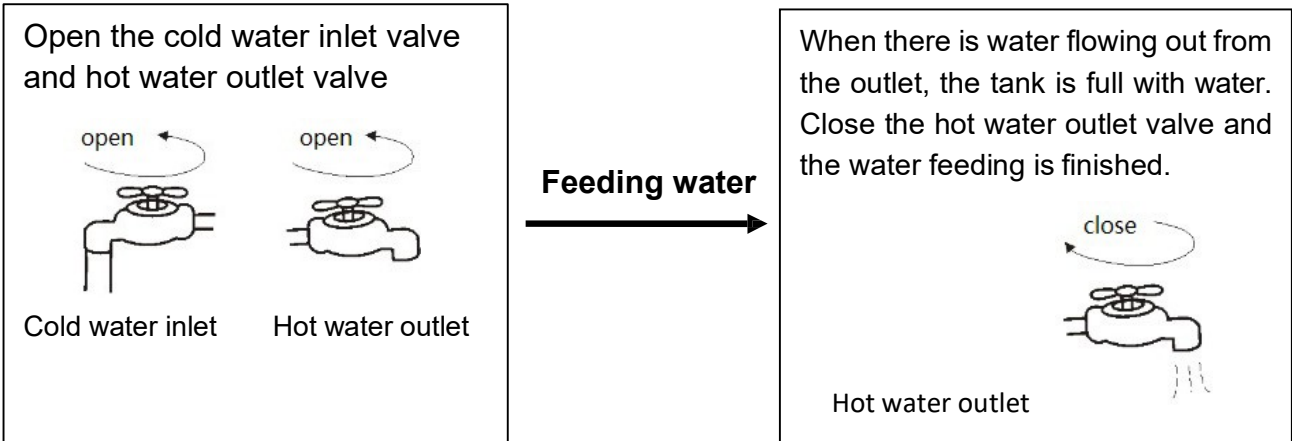 Open the cold water inlet valve
and hot water outlet valve
open
open
Cold water inlet
Hot water outlet
Feeding water
When there is water flowing out from
the outlet, the tank is full with water.
Close the hot water outlet valve and
the water feeding is finished.
close
Hot water outlet